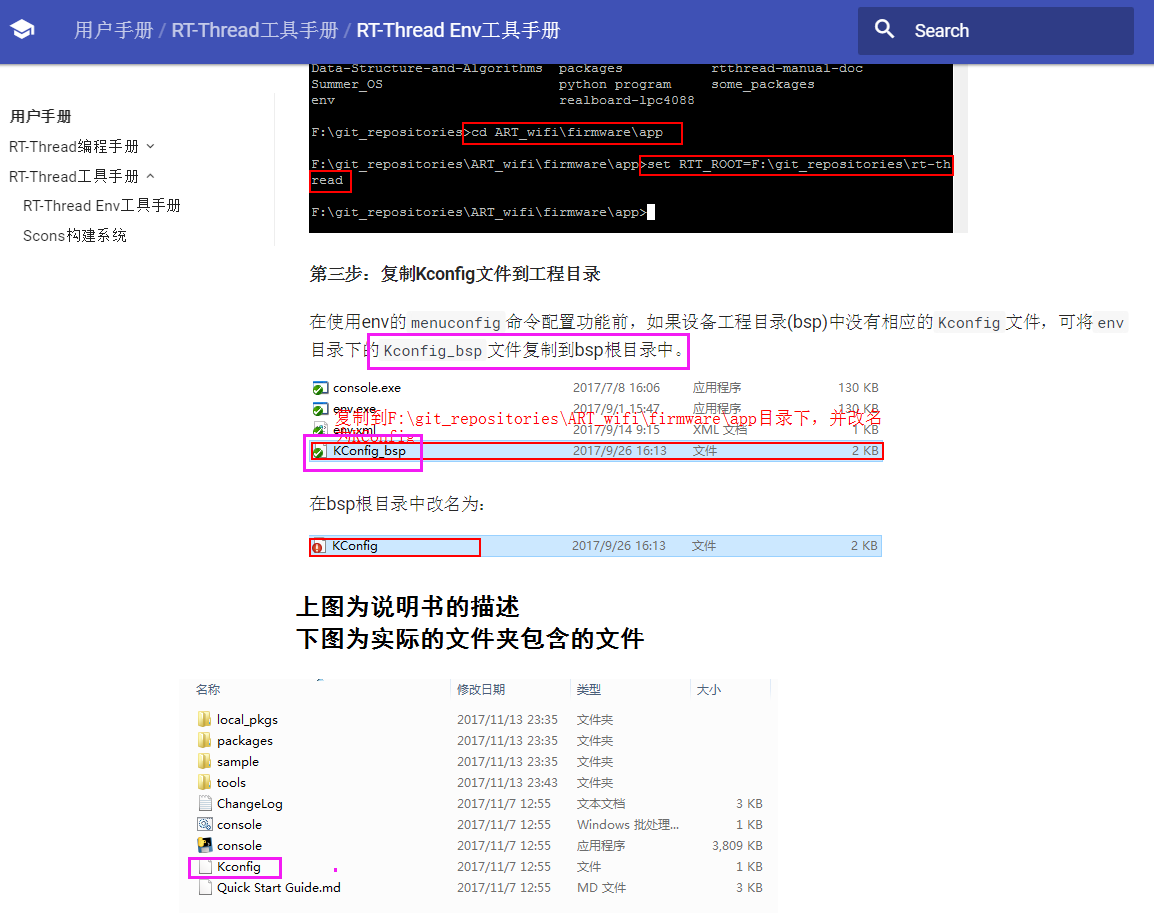 用户手册 / RT-Thread工具手册 / RT-Thread Env工具手册
Search
用户手册
RT-Thread编程手册
RT-Thread工具手册
RT-Thread Env工具手册
Scons构建系统
Data-Structure-and-Algorithms packages rtthread-manual-doc
Summer_OS python program some_packages
env realboard-lpc4088
F:\git_repositories>cd ART_wifi\firmware\app
F:\git_repositories\ART_wifi\firmware\app>set RTT_ROOT=F:\git_repositories\rt-th
read
F:\git_repositories\ART_wifi\firmware\app>
第三步：复制Kconfig文件到工程目录
在使用env的 menuconfig 命令配置功能前，如果设备工程目录(bsp)中没有相应的 Kconfig 文件，可将 env
目录下的 Kconfig_bsp 文件复制到bsp根目录中。
console.exe 2017/7/8 16:06 应用程序 130 KB
env.exe 2017/9/1 15:47 应用程序 130 KB
复制到F:\git_repositories\ART_wifi\firmware\app目录下，并改名
为Kconfig
env.xml 2017/9/14 9:15 XML 文档 1 KB
KConfig_bsp 2017/9/26 16:13 文件 2 KB
在bsp根目录中改名为：
KConfig 2017/9/26 16:13 文件 2 KB
上图为说明书的描述
下图为实际的文件夹包含的文件
名称 修改日期 类型 大小
local_pkgs 2017/11/13 23:35 文件夹
packages 2017/11/13 23:35 文件夹
sample 2017/11/13 23:35 文件夹
tools 2017/11/13 23:43 文件夹
ChangeLog 2017/11/7 12:55 文本文档 3 KB
console 2017/11/7 12:55 Windows 批处理... 1 KB
console 2017/11/7 12:55 应用程序 3,809 KB
Kconfig 2017/11/7 12:55 文件 1 KB
Quick Start Guide.md 2017/11/7 12:55 MD 文件 3 KB